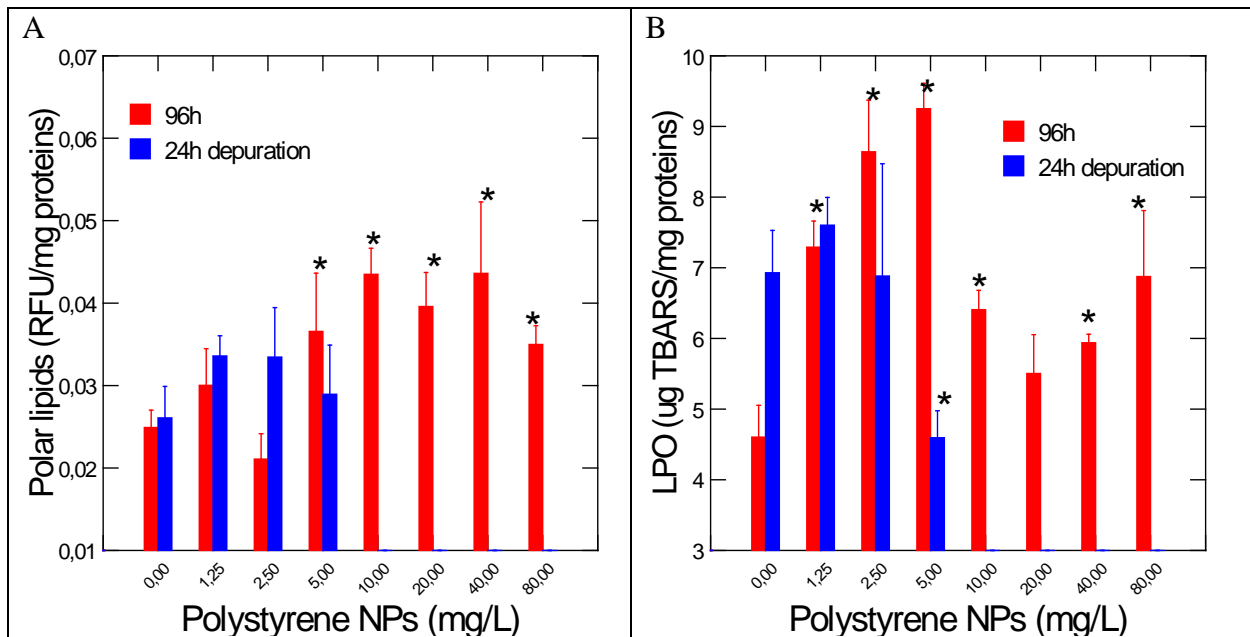 A
Polar lipids (RFU/mg proteins)
0,07
0,06
0,05
0,04
0,03
0,02
0,01
96h
24h depuration
* * * * *
0,00 1,25 2,50 5,00 10,00 20,00 40,00 80,00
Polystyrene NPs (mg/L)
B
LPO (ug TBARS/mg proteins)
10
9
8
7
6
5
4
3
96h
24h depuration
* * * * * * *
0,00 1,25 2,50 5,00 10,00 20,00 40,00 80,00
Polystyrene NPs (mg/L)